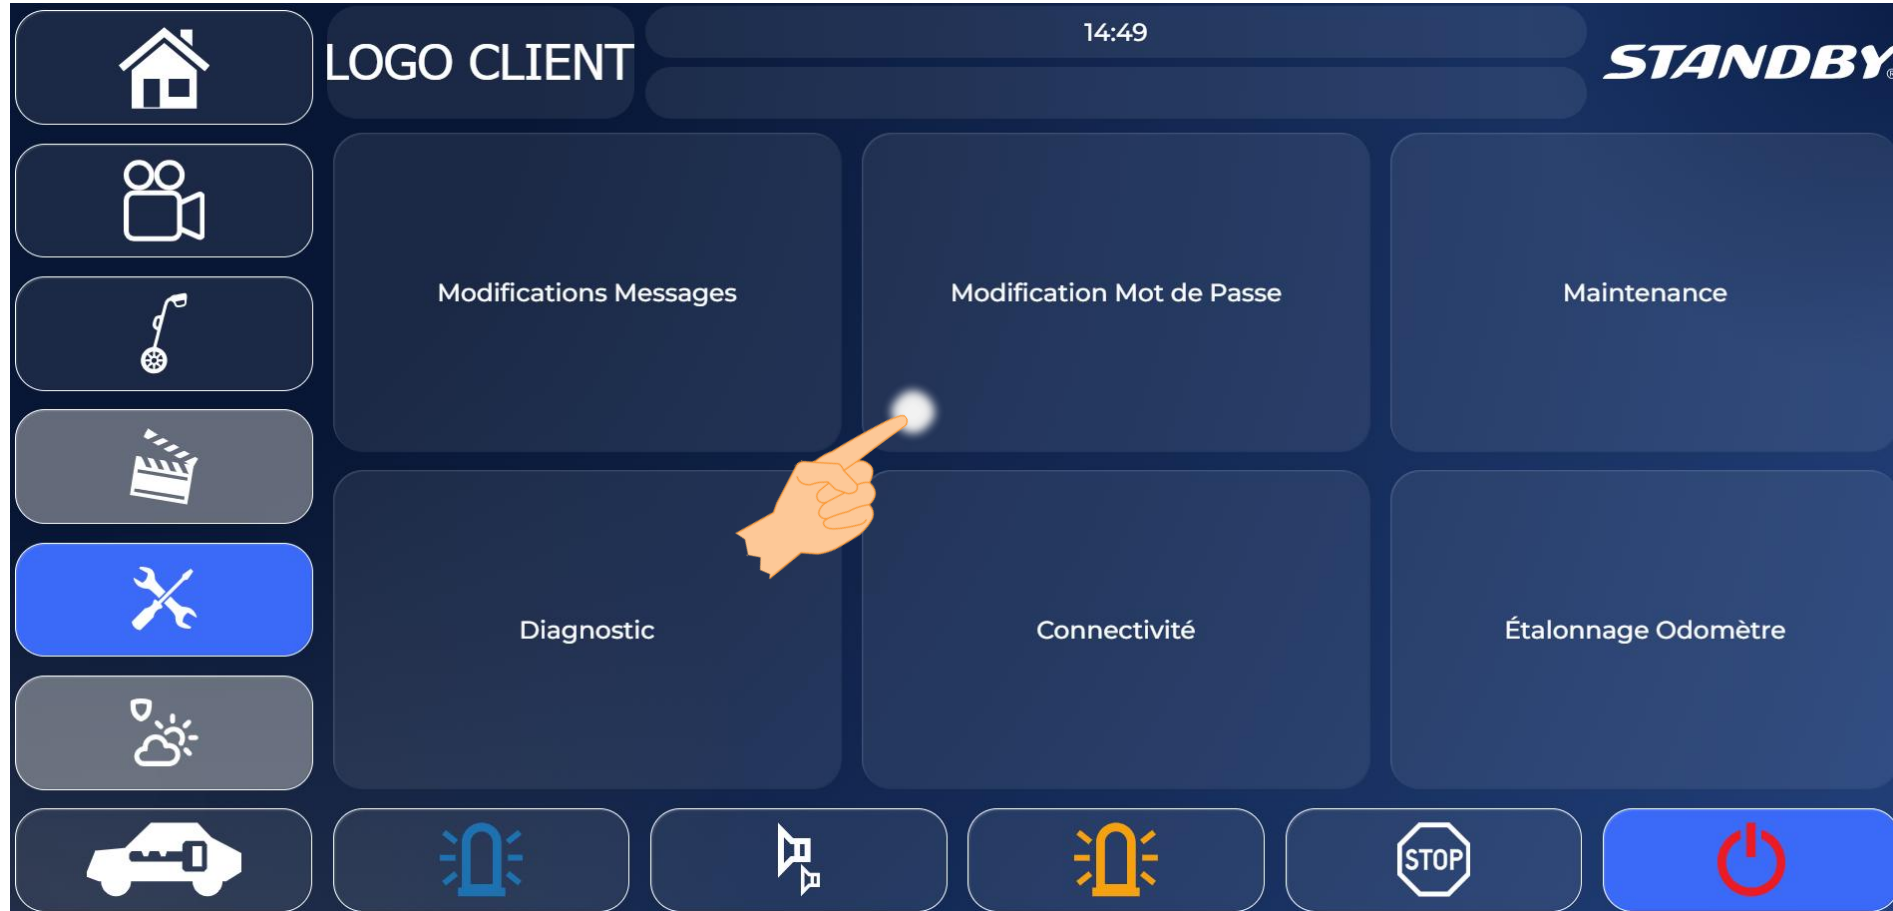 LOGO CLIENT
14:49
STANDBY®
Modifications Messages
Modification Mot de Passe
Maintenance
Diagnostic
Connectivité
Étalonnage Odomètre
STOP